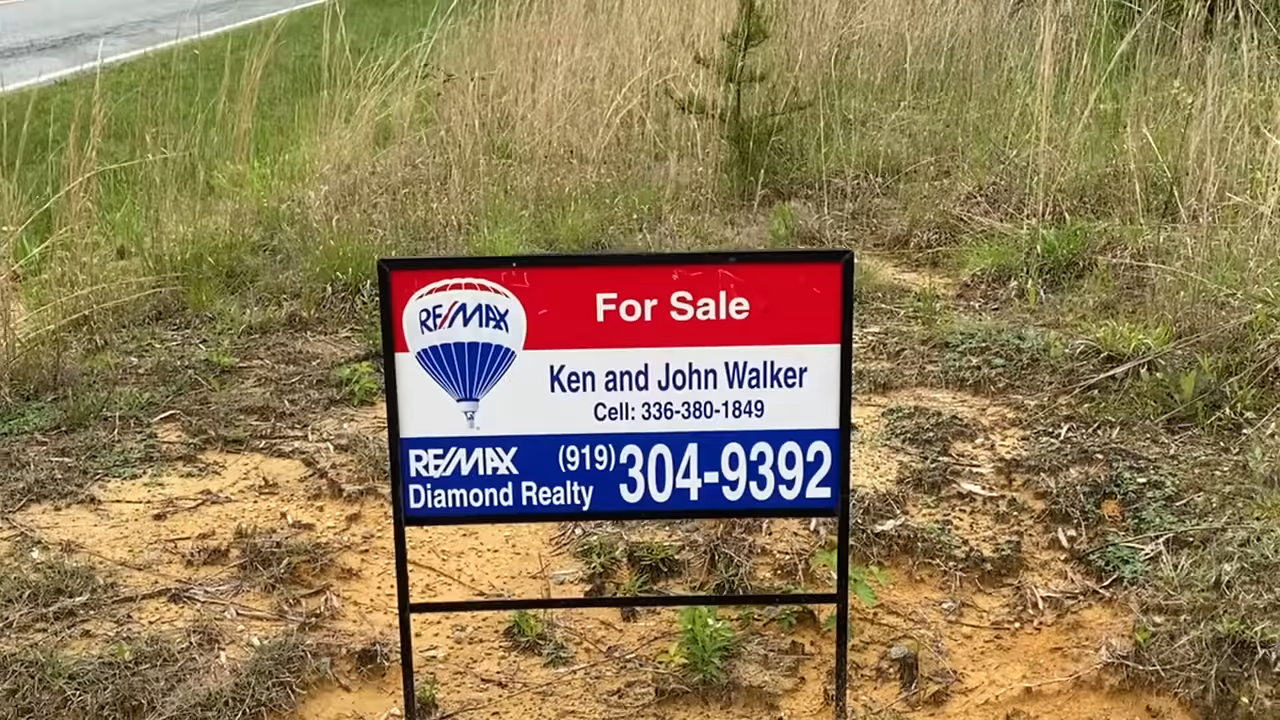 RE/MAX
For Sale
Ken and John Walker
Cell: 336-380-1849
RE/MAX (919) 304-9392
Diamond Realty